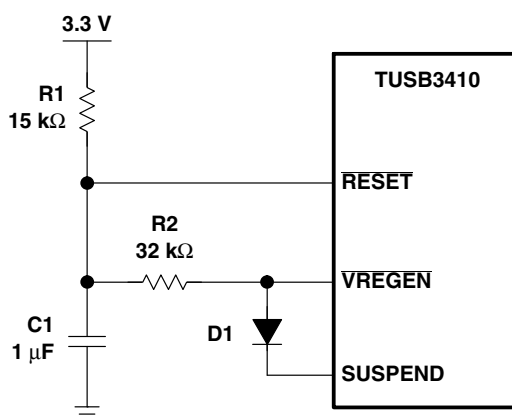 3.3 V
TUSB3410
R1
15 kΩ
RESET
R2
32 kΩ
VREGEN
C1
1 µF
D1
SUSPEND